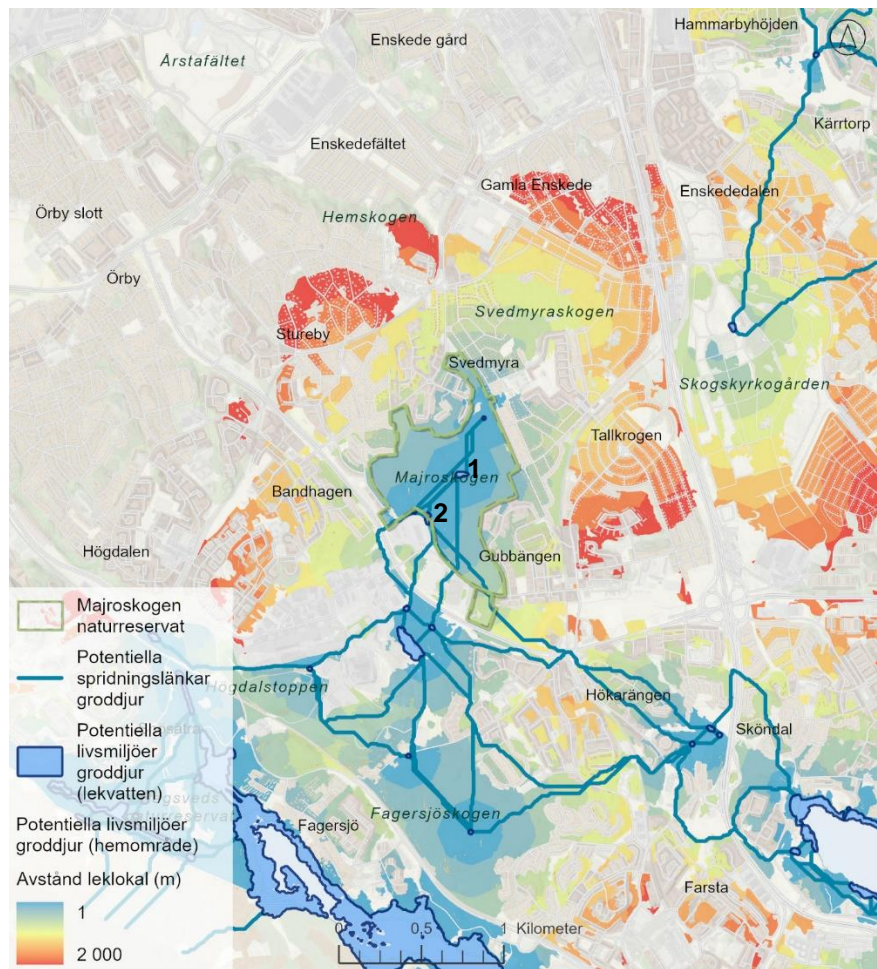 Hammarbyhöjden
Enskede gård
Årstafältet
Kärrtorp
Enskedefältet
Gamla Enskede
Enskededalen
Örby slott
Hemskogen
Örby
Svedmyraskogen
Stureby
Svedmyra
Skogskyrkogården
Tallkrogen
1
Majroskogen
Bandhagen
2
Högdalen
Gubbängen
Majroskogen
naturreservat
Potentiella
spridningslänkar
groddjur
Högdalstoppen
Hökarängen
Sköndal
Potentiella
livsmiljöer
groddjur
(lekvatten)
Fagersjöskogen
Potentiella livsmiljöer
groddjur (hemområde)
Fagersjö
Avstånd leklokal (m)
Farsta
1
2 000
0 0,5 1 Kilometer